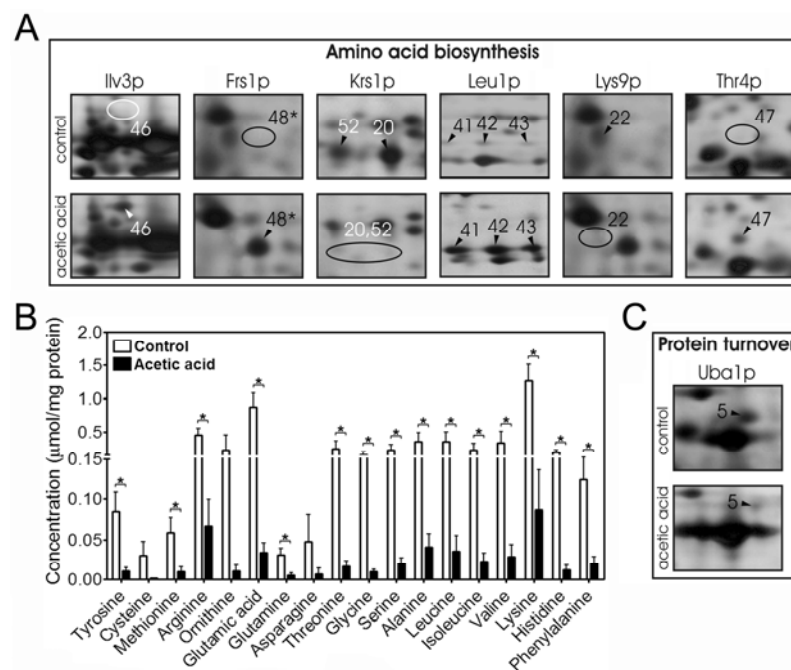 A
Amino acid biosynthesis
Ilv3p Frs1p Krs1p Leu1p Lys9p Thr4p
control
46 48* 52 20 41 42 43 22 47
acetic acid
46 48* 20,52 41 42 43 22 47
B
Concentration (μmol/mg protein)
2.0
1.5
1.0
0.5
0.15
0.10
0.05
0.00
Control
Acetic acid
* * * * * * * * * * * * * * *
Tyrosine
Cysteine
Methionine
Arginine
Ornithine
Glutamic acid
Glutamine
Asparagine
Threonine
Glycine
Serine
Alanine
Leucine
Isoleucine
Valine
Lysine
Histidine
Phenylalanine
C
Protein turnover
Uba1p
control
5
acetic acid
5